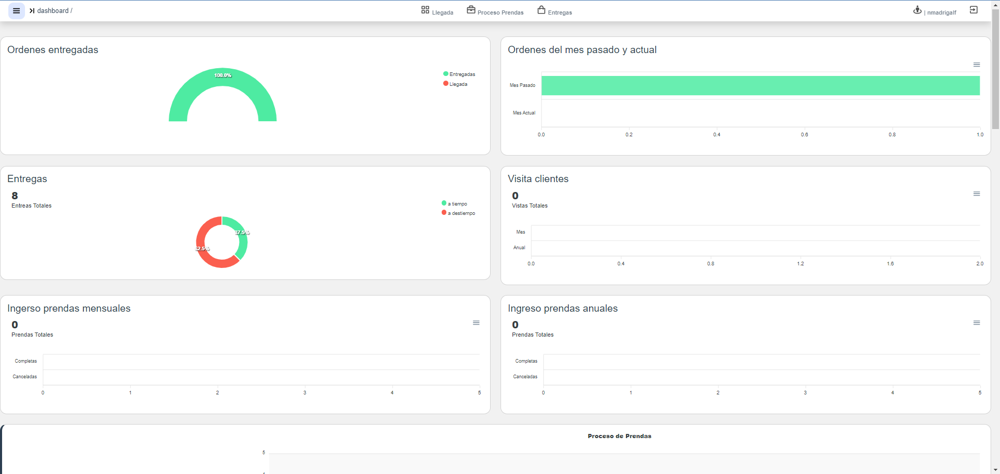 dashboard /
Llegada
Proceso Prendas
Entregas
| nmadrigalf
Ordenes entregadas
100.0%
Entregadas
Llegada
Ordenes del mes pasado y actual
Mes Pasado
Mes Actual
0.0 0.2 0.4 0.6 0.8 1.0
Entregas
8
Entreas Totales
a tiempo
a destiempo
37.5%
Visita clientes
0
Vistas Totales
Mes
Anual
0.0 0.4 0.8 1.2 1.6 2.0
Ingerso prendas mensuales
0
Prendas Totales
Completas
Canceladas
0 1 2 3 4 5
Ingreso prendas anuales
0
Prendas Totales
Completas
Canceladas
0 1 2 3 4 5
Proceso de Prendas
5